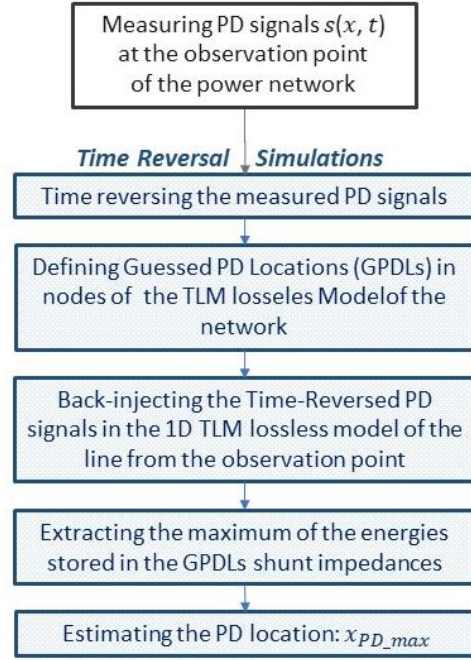 Measuring PD signals s(x, t)
at the observation point
of the power network
Time Reversal Simulations
Time reversing the measured PD signals
Defining Guessed PD Locations (GPDLs) in
nodes of the TLM losseles Modelof the
network
Back-injecting the Time-Reversed PD
signals in the 1D TLM lossless model of the
line from the observation point
Extracting the maximum of the energies
stored in the GPDLs shunt impedances
Estimating the PD location: x_{PD_max}